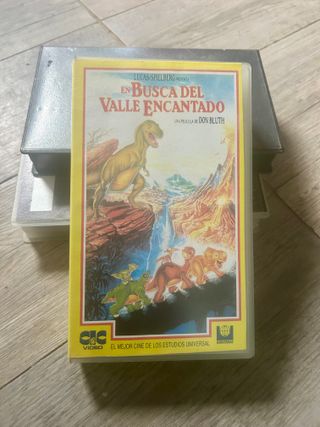 LUCAS-SPIELBERG PRESENTA
EN BUSCA DEL
VALLE ENCANTADO
UNA PELICULA DE DON BLUTH
CIC
VIDEO
EL MEJOR CINE DE LOS ESTUDIOS UNIVERSAL